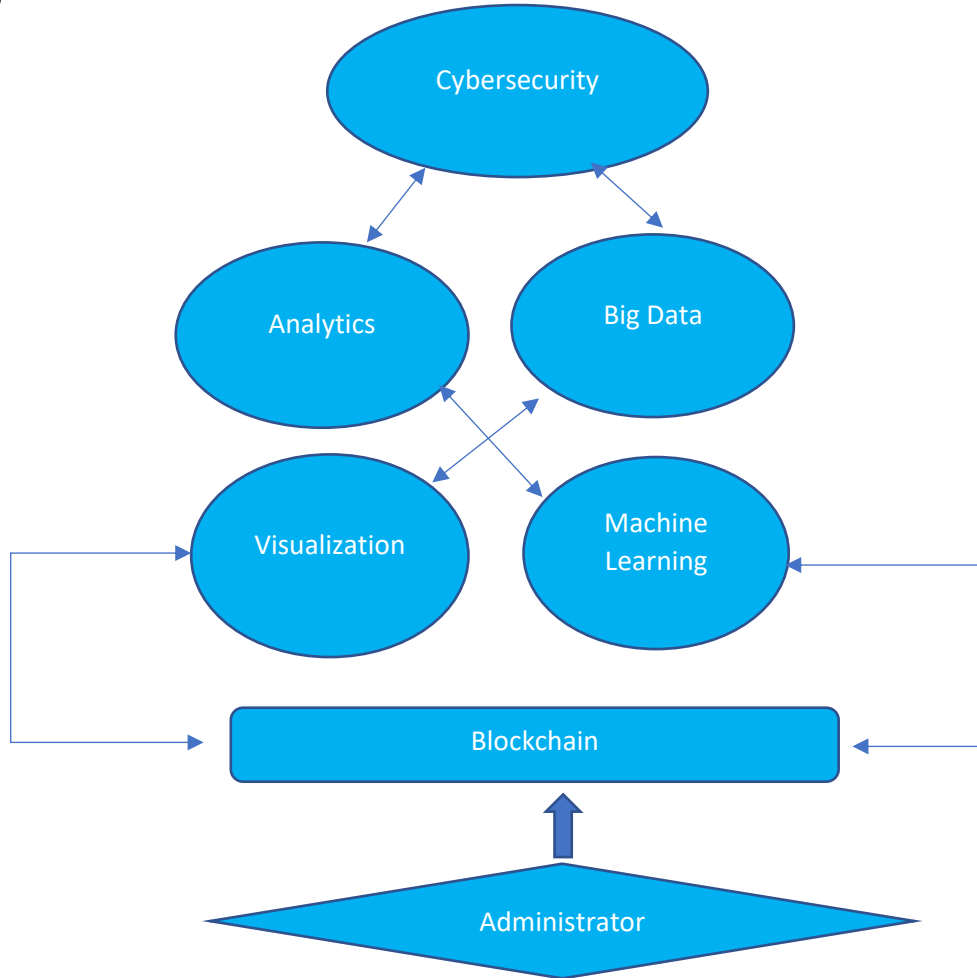 Cybersecurity
Analytics
Big Data
Visualization
Machine
Learning
Blockchain
Administrator